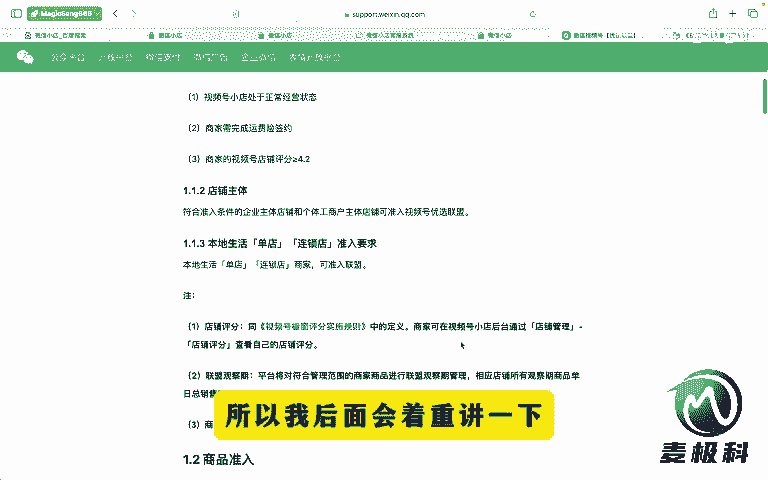 support.weixin.qq.com
(1) 视频号小店处于正常经营状态
(2) 商家需完成运费险签约
(3) 商家的视频号店铺评分≥4.2
1.1.2 店铺主体
符合准入条件的企业主体店铺和个体工商户主体店铺可准入视频号优选联盟。
1.1.3 本地生活「单店」「连锁店」准入要求
本地生活「单店」「连锁店」商家，可准入联盟。
注：
(1) 店铺评分：同《视频号橱窗评分实施规则》中的定义。商家可在视频号小店后台通过「店铺管理」-
「店铺评分」查看自己的店铺评分。
(2) 联盟观察期：平台将对符合管理范围的商家商品进行联盟观察期管理，相应店铺所有观察期商品单
日总销售
(3) 商
所以我后面会着重讲一下
1.2 商品准入
麦极科